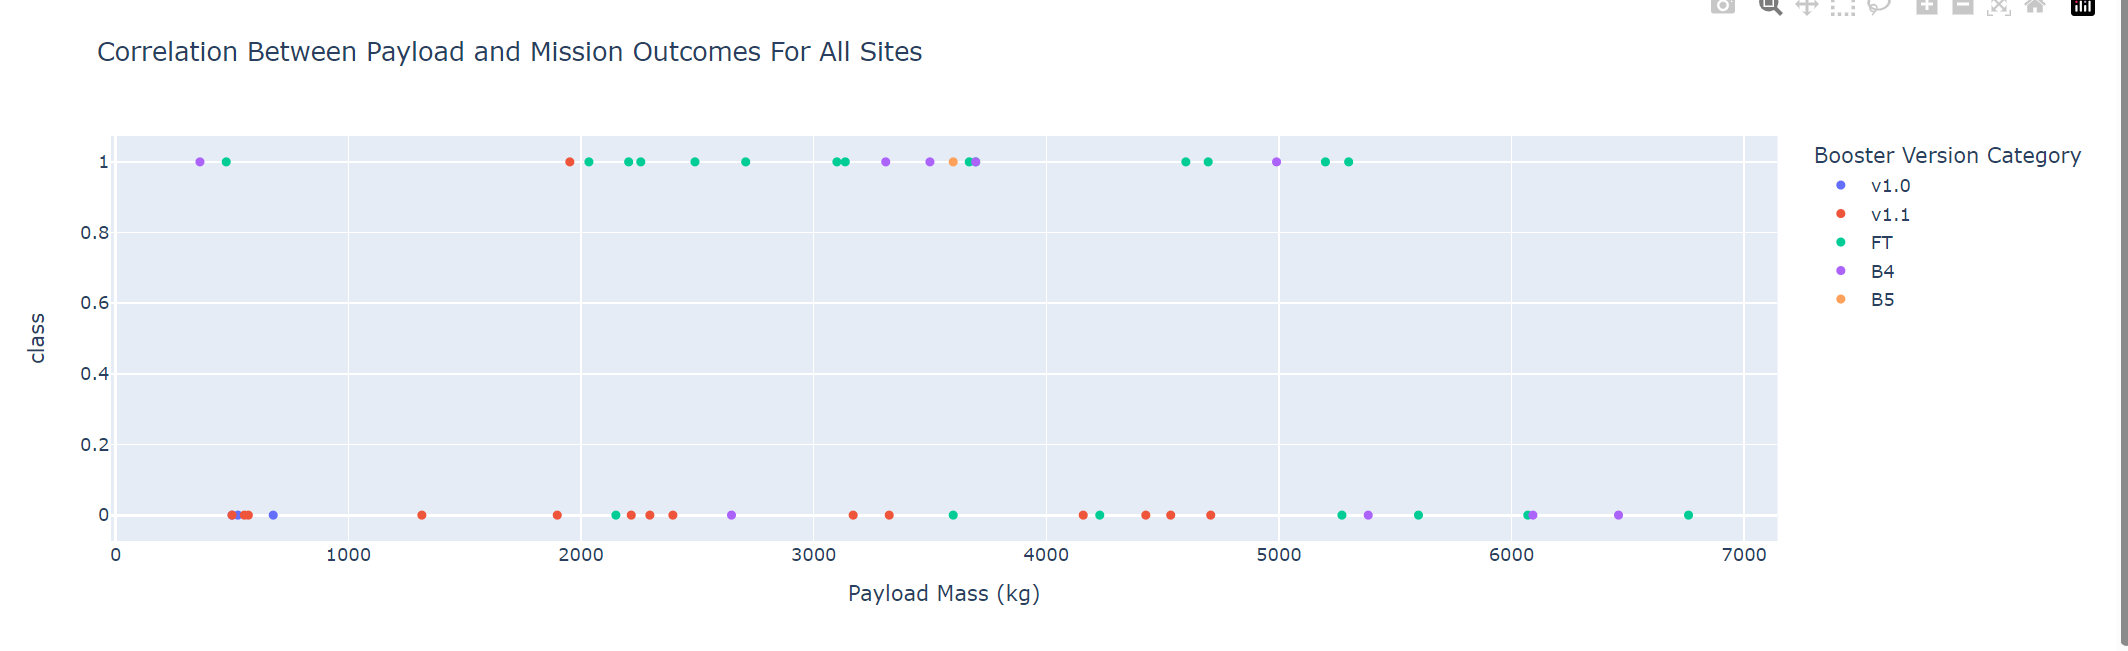 Correlation Between Payload and Mission Outcomes For All Sites
Booster Version Category
v1.0
v1.1
FT
B4
B5
class
1
0.8
0.6
0.4
0.2
0
0 1000 2000 3000 4000 5000 6000 7000
Payload Mass (kg)